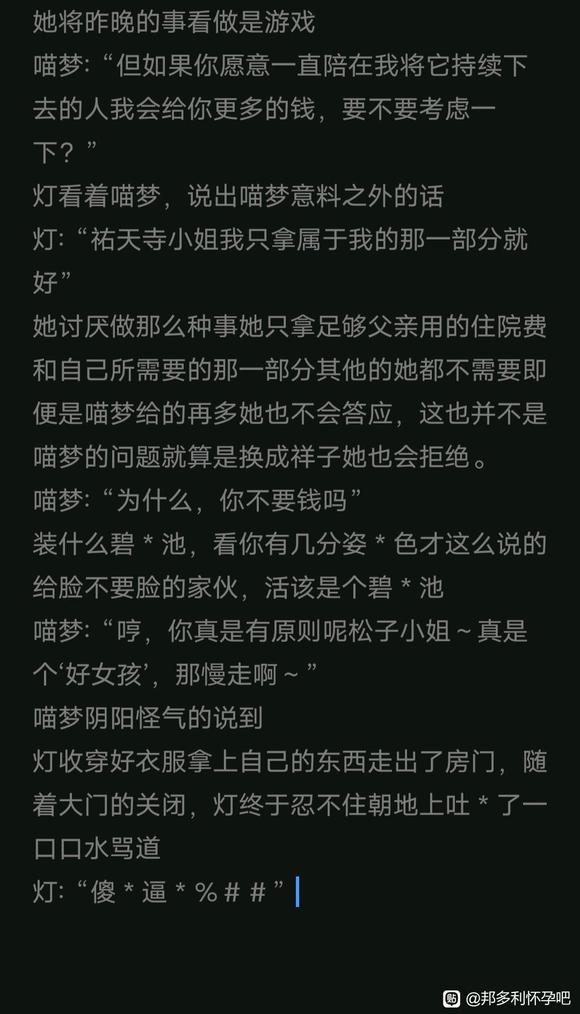 她将昨晚的事看做是游戏
喵梦：“但如果你愿意一直陪在我将它持续下
去的人我会给你更多的钱，要不要考虑一
下？”
灯看着喵梦，说出喵梦意料之外的话
灯：“祐天寺小姐我只拿属于我的那一部分就
好”
她讨厌做那么种事她只拿足够父亲用的住院费
和自己所需要的那一部分其他的她都不需要即
便是喵梦给的再多她也不会答应，这也并不是
喵梦的问题就算是换成祥子她也会拒绝。
喵梦：“为什么，你不要钱吗”
装什么碧*池，看你有几分姿*色才这么说的
给脸不要脸的家伙，活该是个碧*池
喵梦：“哼，你真是有原则呢松子小姐～真是
个‘好女孩’，那慢走啊～”
喵梦阴阳怪气的说到
灯收穿好衣服拿上自己的东西走出了房门，随
着大门的关闭，灯终于忍不住朝地上吐*了一
口口水骂道
灯：“傻*逼*%##”
贴 @邦多利怀孕吧